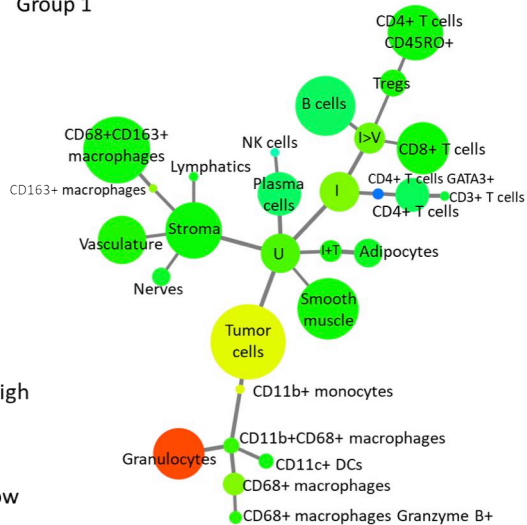 Group 1
CD4+ T cells
CD45RO+
Tregs
B cells
I>V
CD8+ T cells
CD68+CD163+
macrophages
NK cells
Lymphatics
CD163+ macrophages
Plasma
cells
I
CD4+ T cells GATA3+
CD3+ T cells
CD4+ T cells
Stroma
Vasculature
U
I+T
Adipocytes
Nerves
Smooth
muscle
Tumor
cells
igh
CD11b+ monocytes
CD11b+CD68+ macrophages
Granulocytes
CD11c+ DCs
CD68+ macrophages
ow
CD68+ macrophages Granzyme B+